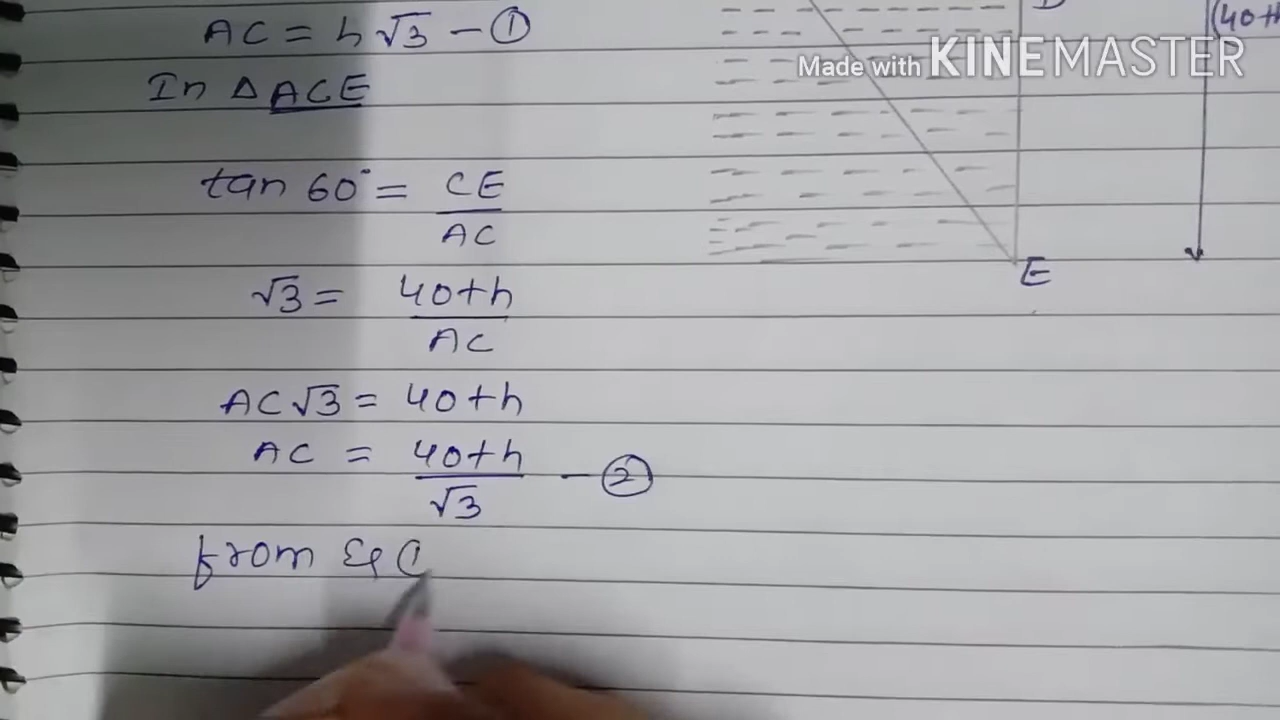 AC = h√3 – ①
In Δ ACE
tan 60° = CE / AC
√3 = 40+h / AC
AC√3 = 40+h
AC = 40+h / √3 – ②
from Eq
(40+h
Made with KINEMASTER
E